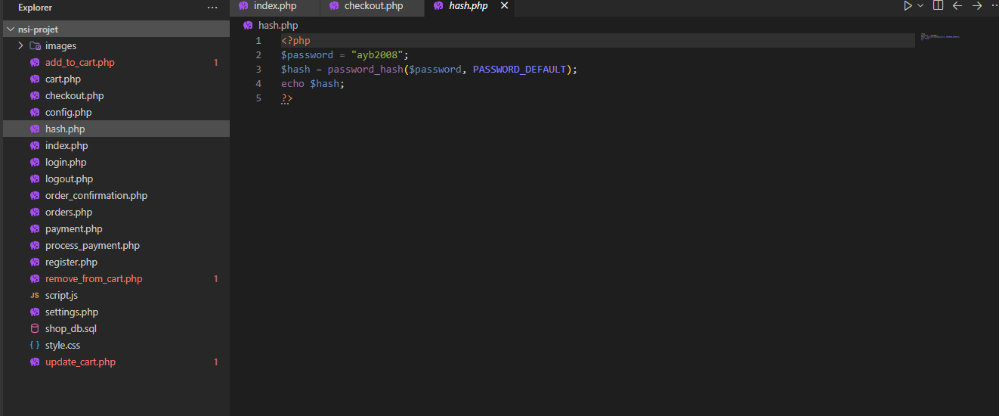 Explorer
···
index.php
checkout.php
hash.php
nsi-projet
images
add_to_cart.php 1
cart.php
checkout.php
config.php
hash.php
index.php
login.php
logout.php
order_confirmation.php
orders.php
payment.php
process_payment.php
register.php
remove_from_cart.php 1
JS script.js
settings.php
shop_db.sql
{ } style.css
update_cart.php 1
hash.php
1 <?php
2 $password = "ayb2008";
3 $hash = password_hash($password, PASSWORD_DEFAULT);
4 echo $hash;
5 ?>